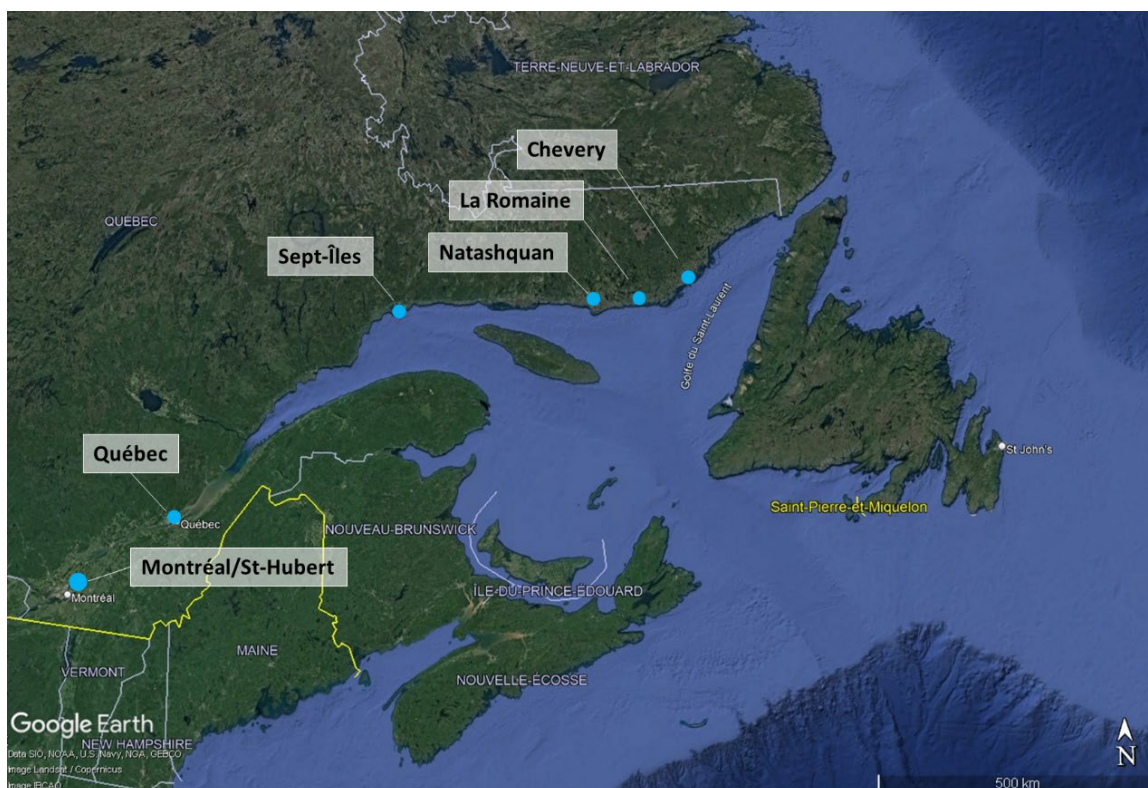 TERRE-NEUVE-ET-LABRADOR
Chevery
La Romaine
QUÉBEC
Natashquan
Sept-Îles
Golfe du Saint-Laurent
Québec
St John's
Saint-Pierre-et-Miquelon
Québec
NOUVEAU-BRUNSWICK
Montréal/St-Hubert
Montréal
ÎLE-DU-PRINCE-ÉDOUARD
MAINE
VERMONT
NOUVELLE-ÉCOSSE
Google Earth
NEW HAMPSHIRE
Data SIO, NOAA, U.S. Navy, NGA, GEBCO
Image Landsat / Copernicus
Image IBCAO
N
500 km